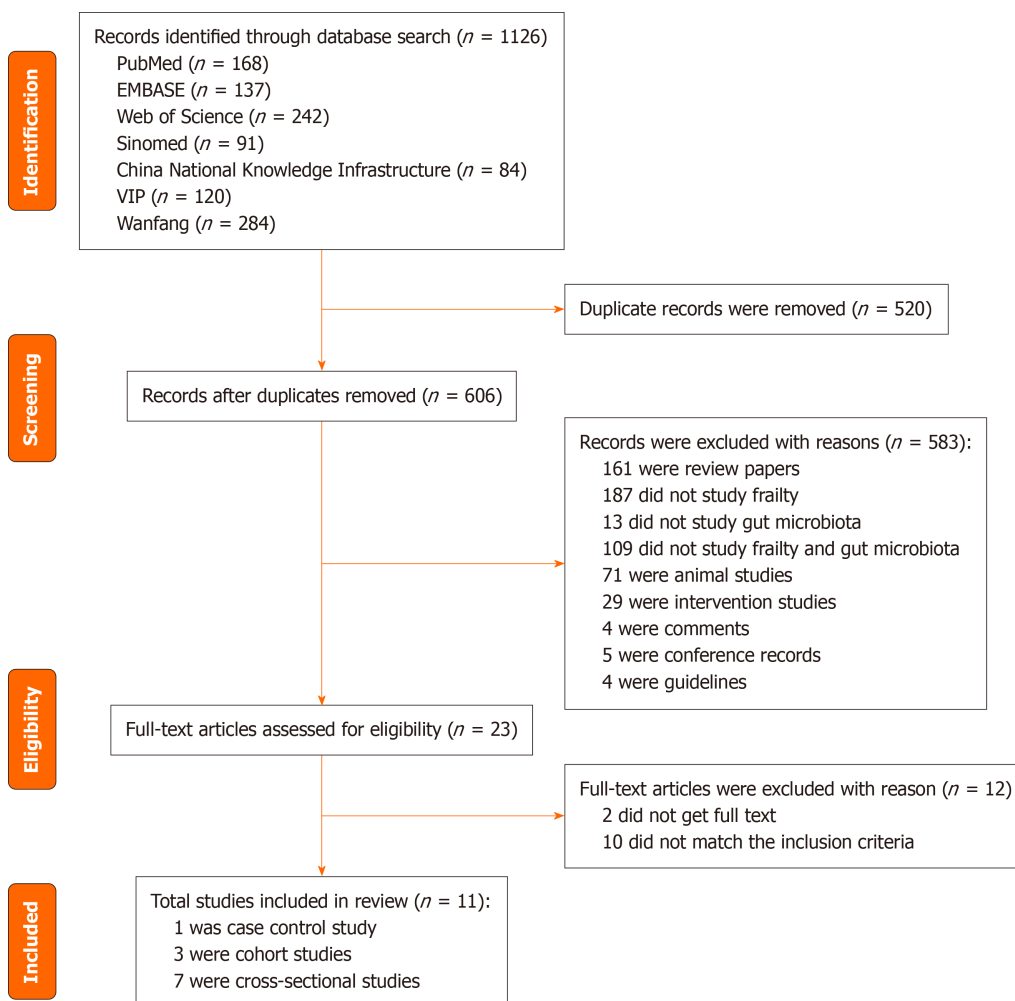 Identification
Records identified through database search (n = 1126)
PubMed (n = 168)
EMBASE (n = 137)
Web of Science (n = 242)
Sinomed (n = 91)
China National Knowledge Infrastructure (n = 84)
VIP (n = 120)
Wanfang (n = 284)
Duplicate records were removed (n = 520)
Screening
Records after duplicates removed (n = 606)
Records were excluded with reasons (n = 583):
161 were review papers
187 did not study frailty
13 did not study gut microbiota
109 did not study frailty and gut microbiota
71 were animal studies
29 were intervention studies
4 were comments
5 were conference records
4 were guidelines
Eligibility
Full-text articles assessed for eligibility (n = 23)
Full-text articles were excluded with reason (n = 12)
2 did not get full text
10 did not match the inclusion criteria
Included
Total studies included in review (n = 11):
1 was case control study
3 were cohort studies
7 were cross-sectional studies